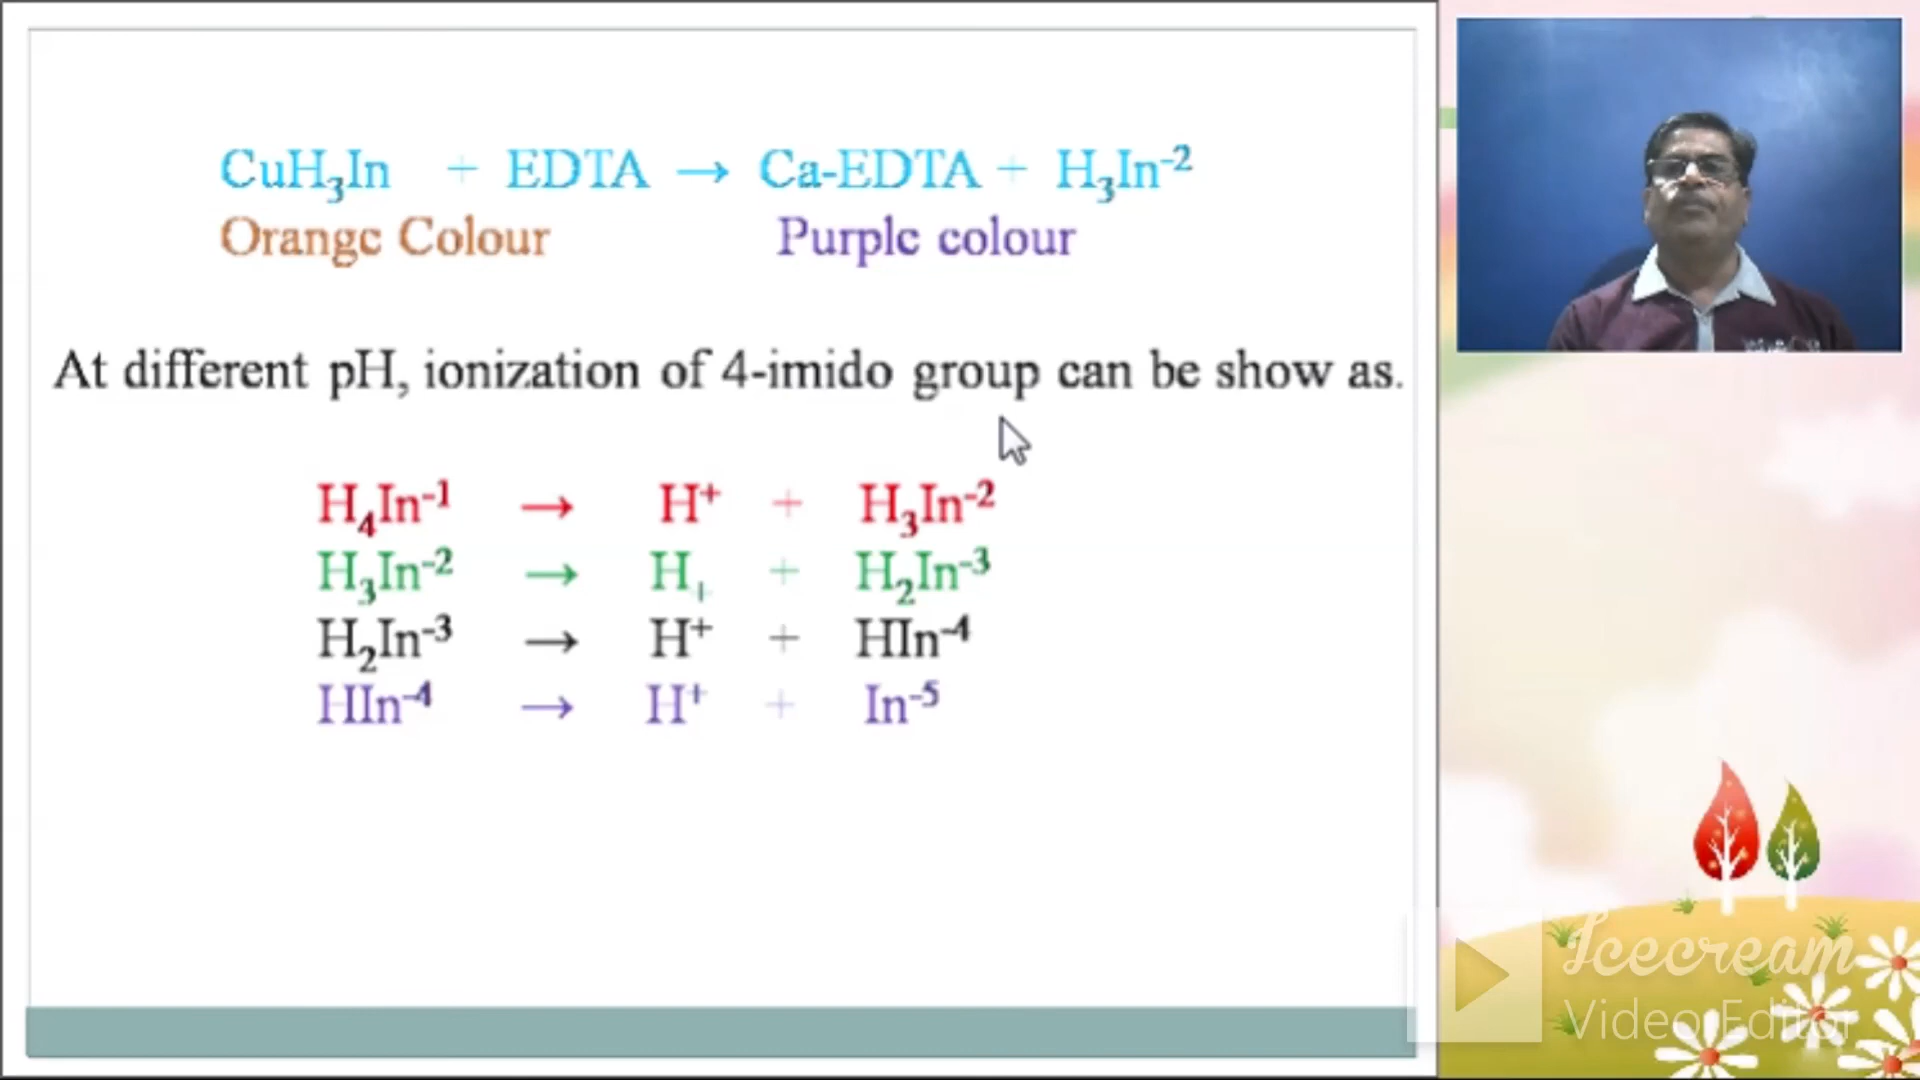 CuH₃In + EDTA → Ca-EDTA + H₃In⁻²
Orange Colour Purple colour
At different pH, ionization of 4-imido group can be show as.
H₄In⁻¹ → H⁺ + H₃In⁻²
H₃In⁻² → H₊ + H₂In⁻³
H₂In⁻³ → H⁺ + HIn⁻⁴
HIn⁻⁴ → H⁺ + In⁻⁵
Icecream
Video Editor